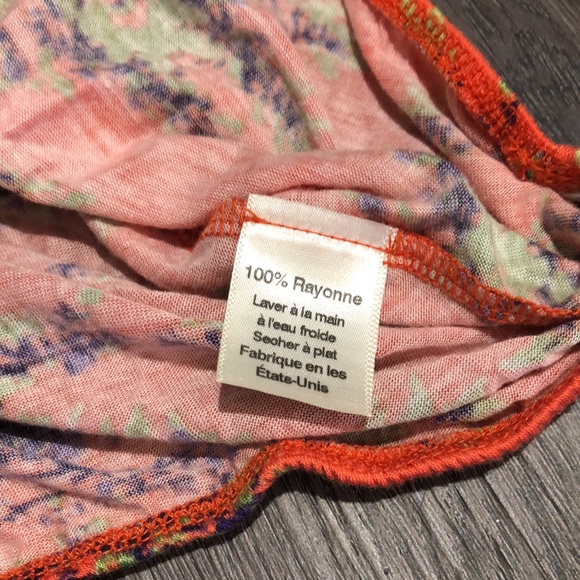 100% Rayonne
Laver à la main
à l'eau froide
Secher à plat
Fabrique en les
États-Unis